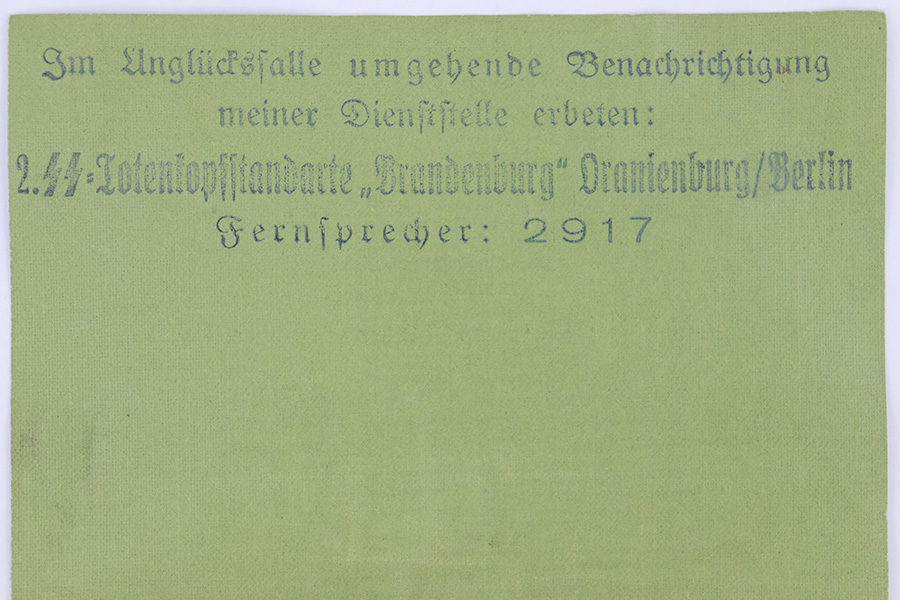 Im Unglücksfalle umgehende Benachrichtigung
meiner Dienststelle erbeten:
2.SS-Totenkopfstandarte „Brandenburg“ Oranienburg/Berlin
Fernsprecher: 2917